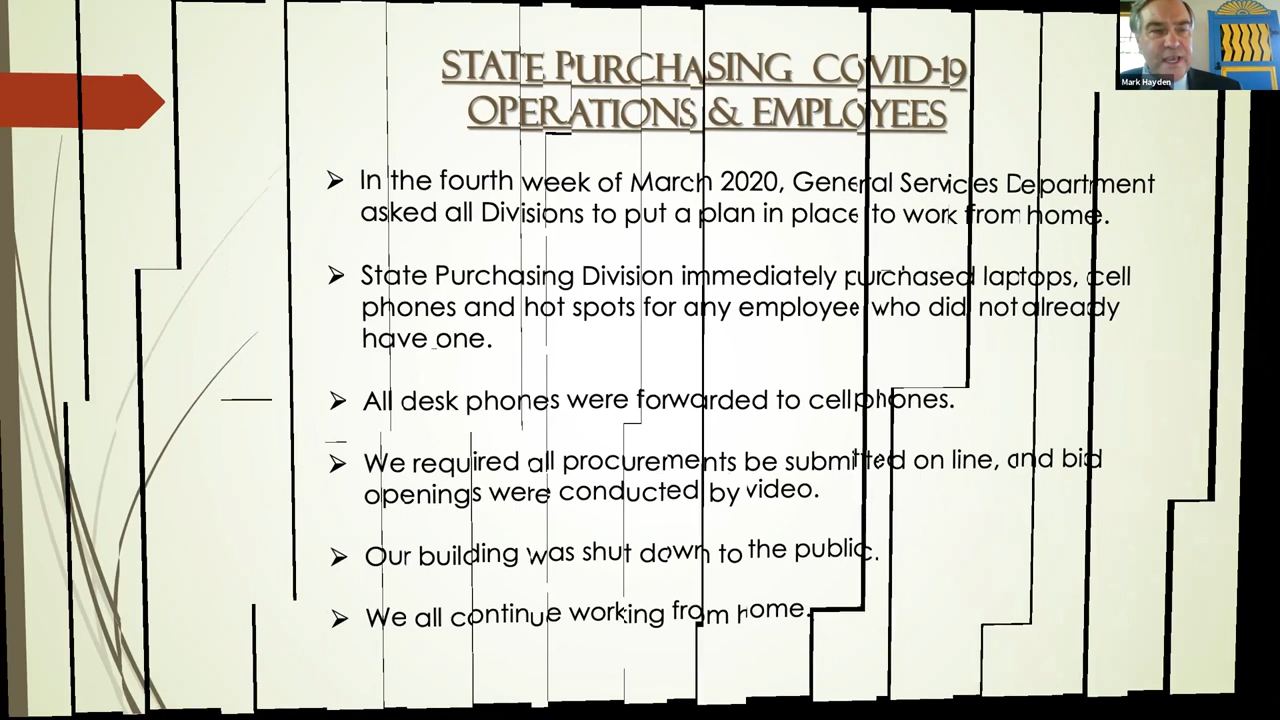 STATE PURCHASING COVID-19
OPERATIONS & EMPLOYEES
Mark Hayden
➢ In the fourth week of March 2020, General Services Department
asked all Divisions to put a plan in place to work from home.
➢ State Purchasing Division immediately purchased laptops, cell
phones and hot spots for any employee who did not already
have one.
➢ All desk phones were forwarded to cell phones.
➢ We required all procurements be submitted on line, and bid
openings were conducted by video.
➢ Our building was shut down to the public.
➢ We all continue working from home.